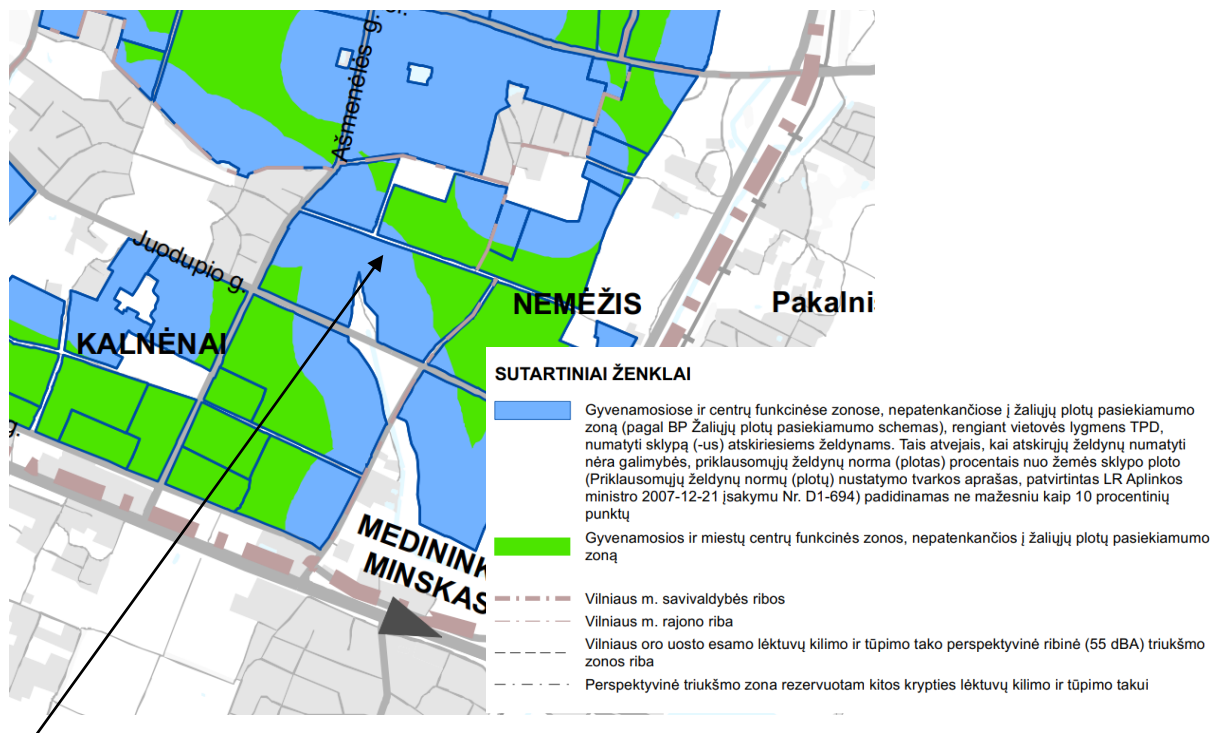 Ašmenėlės g.
Juodupio g.
NEMĖŽIS
Pakalni
KALNĖNAI
g.
MEDININK
MINSKAS
SUTARTINIAI ŽENKLAI
Gyvenamosiose ir centrų funkcinėse zonose, nepatenkančiose į žaliųjų plotų pasiekiamumo
zoną (pagal BP Žaliųjų plotų pasiekiamumo schemas), rengiant vietovės lygmens TPD,
numatyti sklypą (-us) atskiriesiems želdynams. Tais atvejais, kai atskirųjų želdynų numatyti
nėra galimybės, priklausomųjų želdynų norma (plotas) procentais nuo žemės sklypo ploto
(Priklausomųjų želdynų normų (plotų) nustatymo tvarkos aprašas, patvirtintas LR Aplinkos
ministro 2007-12-21 įsakymu Nr. D1-694) padidinamas ne mažesniu kaip 10 procentinių
punktų
Gyvenamosios ir miestų centrų funkcinės zonos, nepatenkančios į žaliųjų plotų pasiekiamumo
zoną
Vilniaus m. savivaldybės ribos
Vilniaus m. rajono riba
Vilniaus oro uosto esamo lėktuvų kilimo ir tūpimo tako perspektyvinė ribinė (55 dBA) triukšmo
zonos riba
Perspektyvinė triukšmo zona rezervuotam kitos krypties lėktuvų kilimo ir tūpimo takui